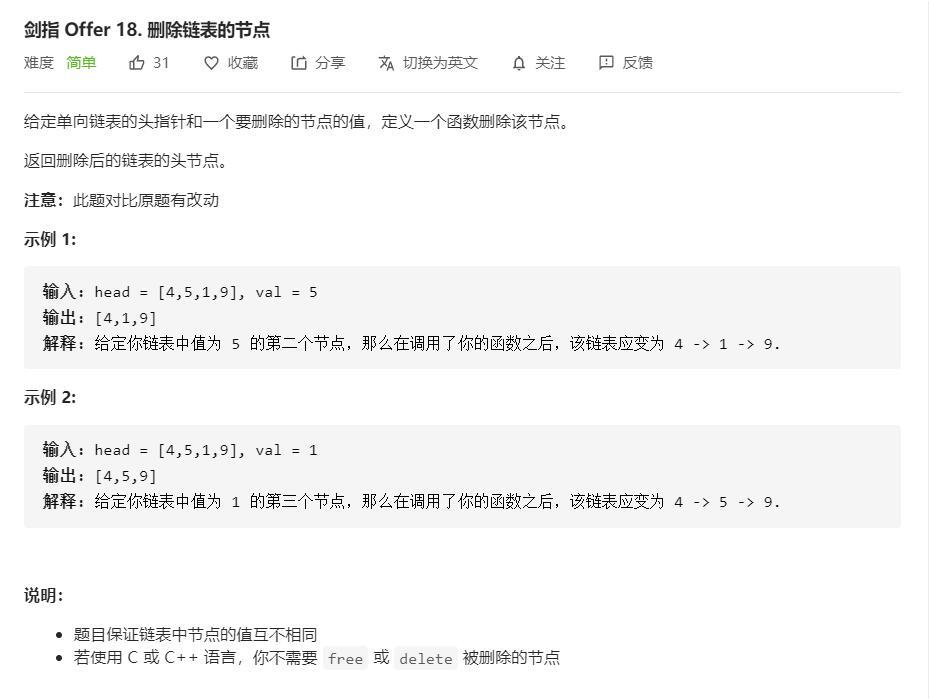 剑指 Offer 18. 删除链表的节点
难度 简单 31 收藏 分享 切换为英文 关注 反馈
给定单向链表的头指针和一个要删除的节点的值，定义一个函数删除该节点。
返回删除后的链表的头节点。
注意：此题对比原题有改动
示例 1:
输入：head = [4,5,1,9], val = 5
输出：[4,1,9]
解释：给定你链表中值为 5 的第二个节点，那么在调用了你的函数之后，该链表应变为 4 -> 1 -> 9.
示例 2:
输入：head = [4,5,1,9], val = 1
输出：[4,5,9]
解释：给定你链表中值为 1 的第三个节点，那么在调用了你的函数之后，该链表应变为 4 -> 5 -> 9.
说明：
• 题目保证链表中节点的值互不相同
• 若使用 C 或 C++ 语言，你不需要 free 或 delete 被删除的节点